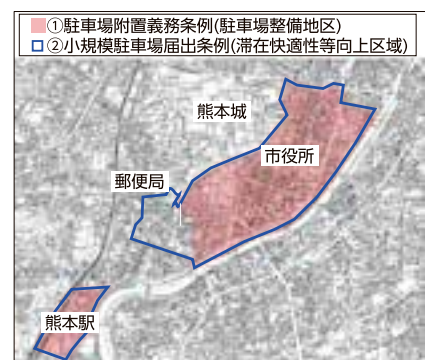 ①駐車場附置義務条例(駐車場整備地区)
②小規模駐車場届出条例(滞在快適性等向上区域)
熊本城
市役所
郵便局
熊本駅